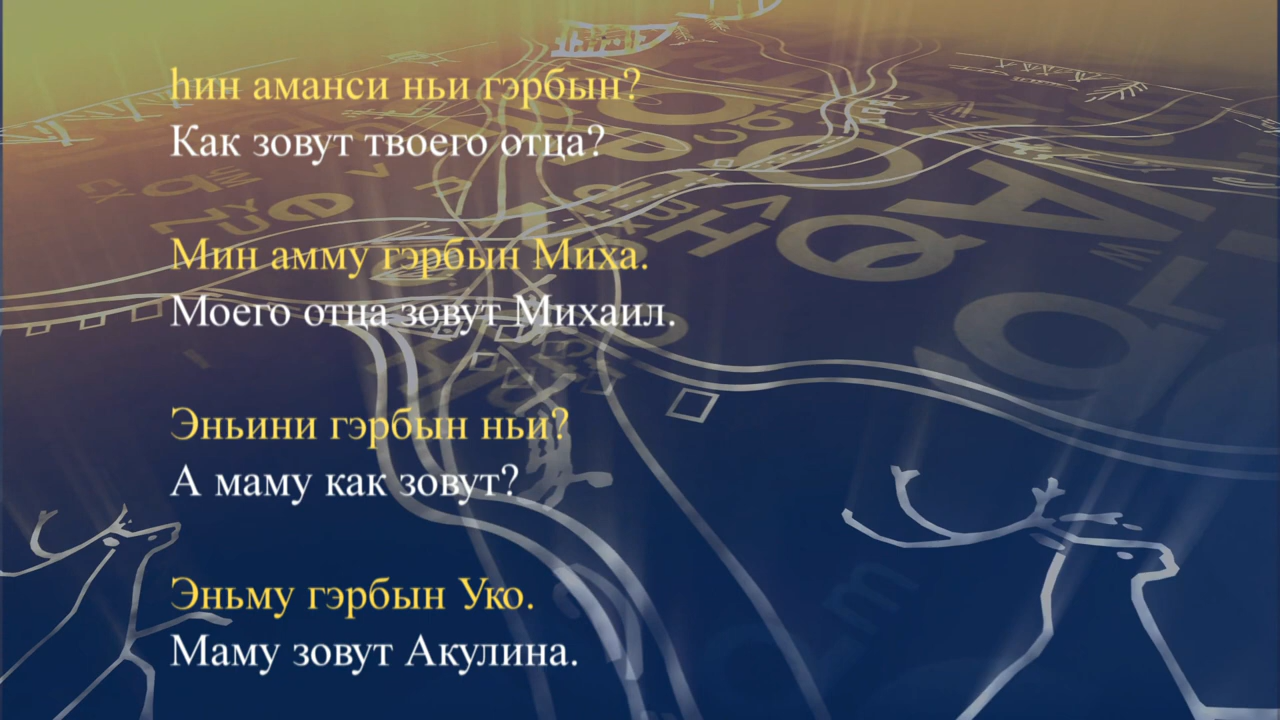 һин аманси ньи гэрбын?
Как зовут твоего отца?
Мин амму гэрбын Миха.
Моего отца зовут Михаил.
Эньини гэрбын ньи?
А маму как зовут?
Эньму гэрбын Уко.
Маму зовут Акулина.